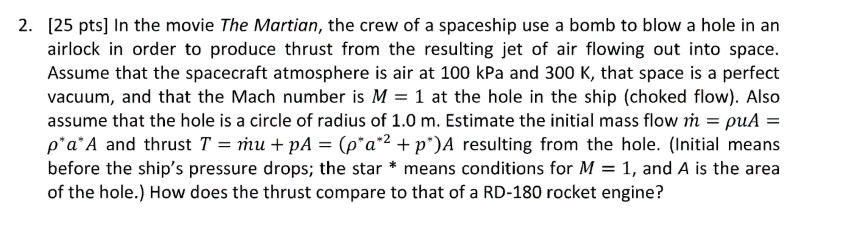 2. [25 pts] In the movie The Martian, the crew of a spaceship use a bomb to blow a hole in an
airlock in order to produce thrust from the resulting jet of air flowing out into space.
Assume that the spacecraft atmosphere is air at 100 kPa and 300 K, that space is a perfect
vacuum, and that the Mach number is M = 1 at the hole in the ship (choked flow). Also
assume that the hole is a circle of radius of 1.0 m. Estimate the initial mass flow ṁ = ρuA =
ρ*a*A and thrust T = ṁu + pA = (ρ*a*² + p*)A resulting from the hole. (Initial means
before the ship's pressure drops; the star * means conditions for M = 1, and A is the area
of the hole.) How does the thrust compare to that of a RD-180 rocket engine?